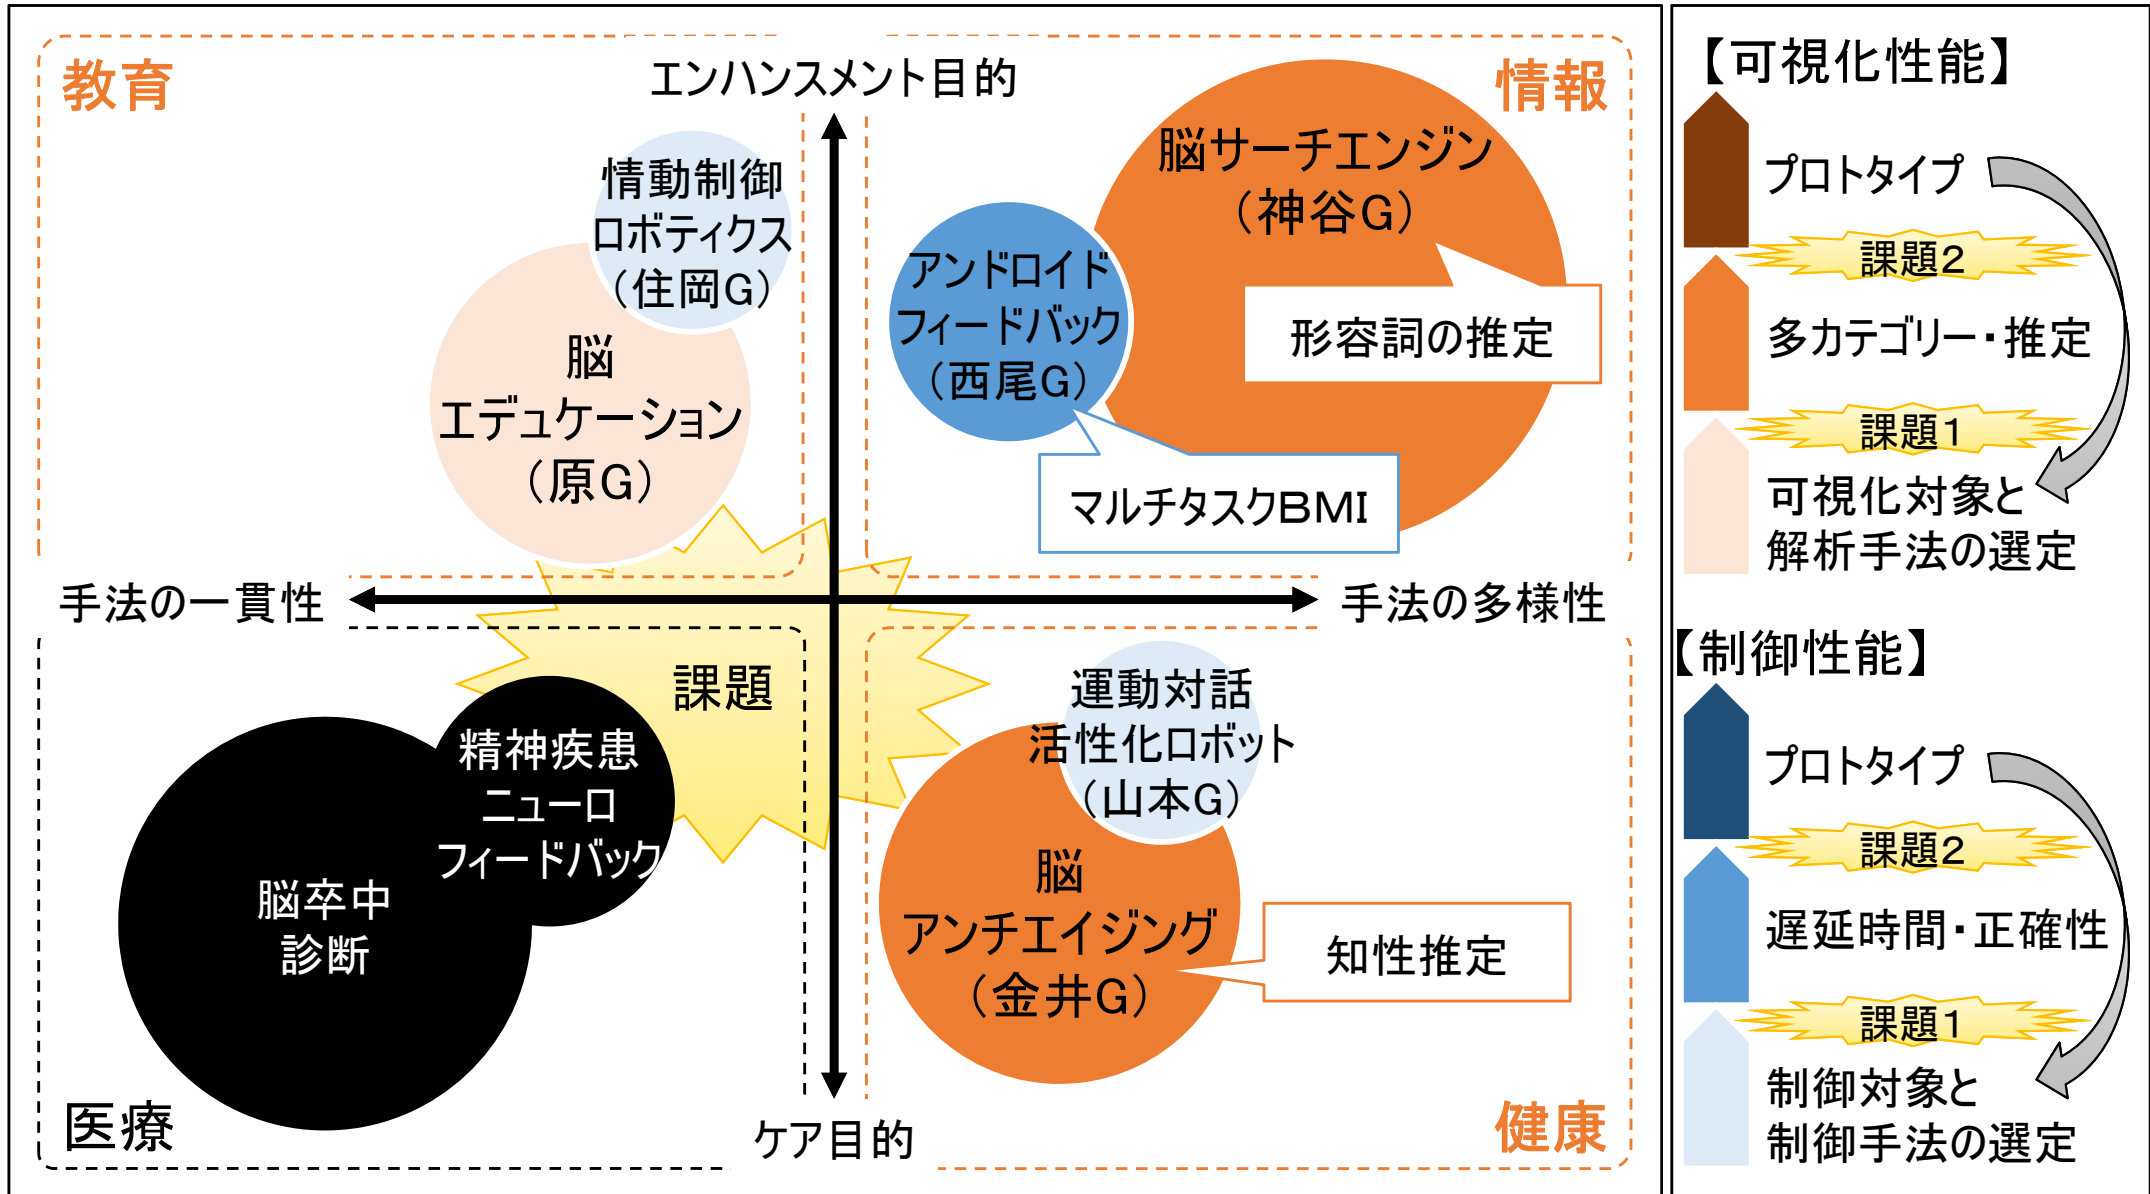 教育
エンハンスメント目的
情報
情動制御
ロボティクス
（住岡G）
脳
エデュケーション
（原G）
脳サーチエンジン
（神谷G）
アンドロイド
フィードバック
（西尾G）
形容詞の推定
マルチタスクBMI
手法の一貫性
手法の多様性
課題
精神疾患
ニューロ
フィードバック
脳卒中
診断
医療
運動対話
活性化ロボット
（山本G）
脳
アンチエイジング
（金井G）
知性推定
ケア目的
健康
【可視化性能】
プロトタイプ
課題2
多カテゴリー・推定
課題1
可視化対象と
解析手法の選定
【制御性能】
プロトタイプ
課題2
遅延時間・正確性
課題1
制御対象と
制御手法の選定